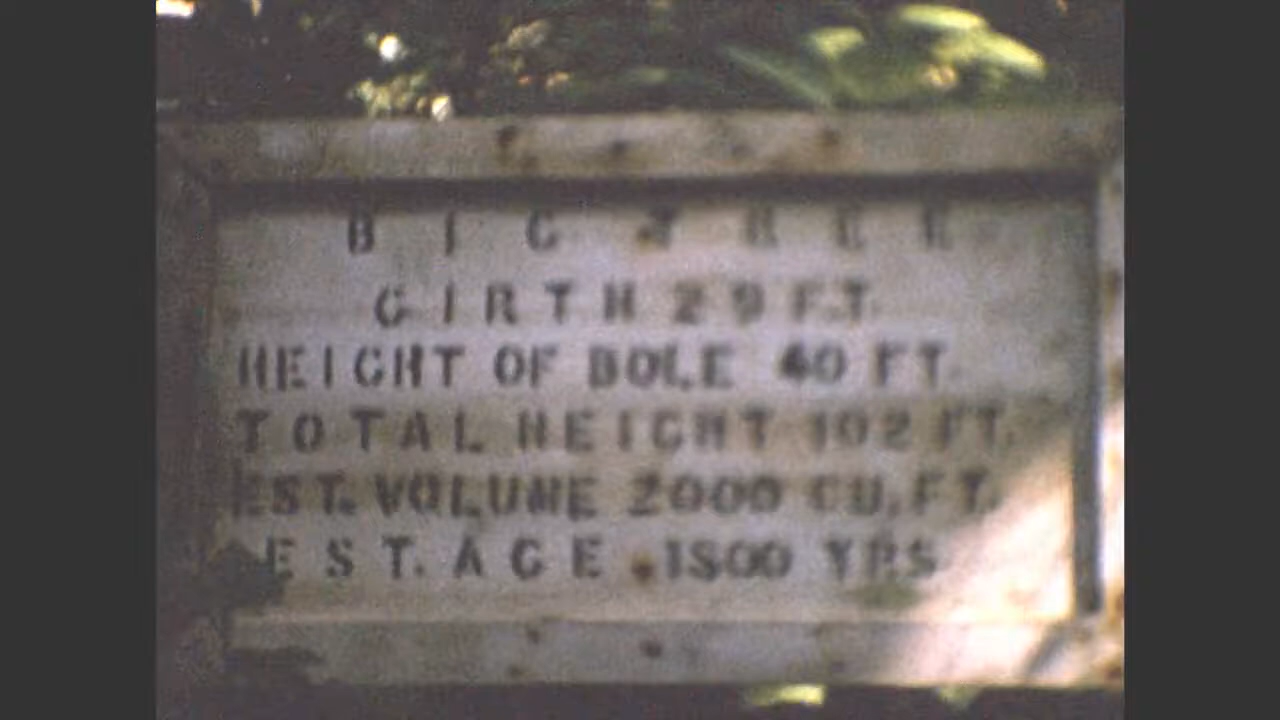 BIG TREE
GIRTH 29 FT.
HEIGHT OF BOLE 40 FT.
TOTAL HEIGHT 102 FT.
EST. VOLUME 2000 CU. FT.
EST. AGE 1800 YRS